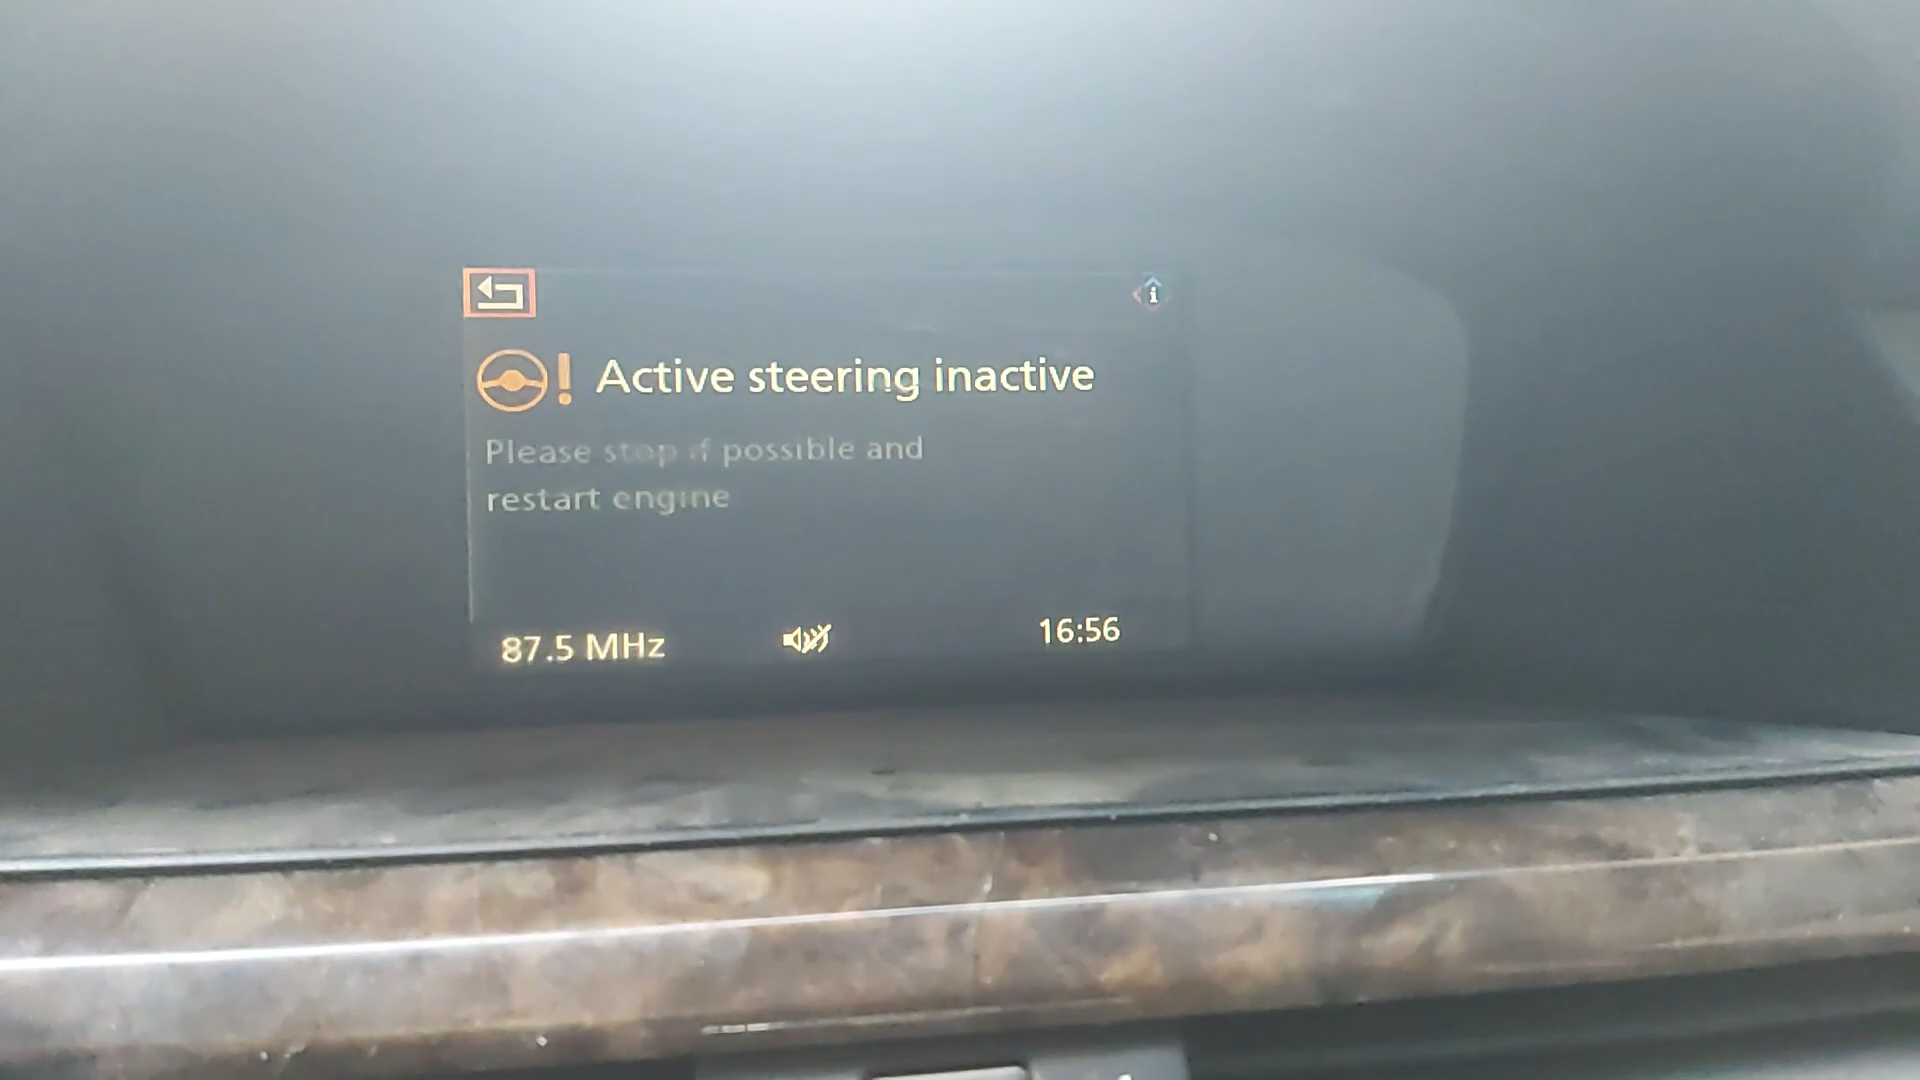 Active steering inactive
Please stop if possible and
restart engine
87.5 MHz
16:56